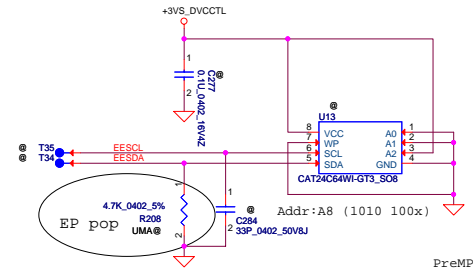 +3VS_DVCCTL
1
2
@
C277
0.1U_0402_16V4Z
@
U13
8 VCC A0 1
7 WP A1 2
6 SCL A2 3
5 SDA GND 4
CAT24C64WI-GT3_SO8
@ T35 EESCL
@ T34 EESDA
1
4.7K_0402_5%
R208
UMA@
2
EP pop
1
@
C284
2 33P_0402_50V8J
Addr:A8 (1010 100x)
PreMP